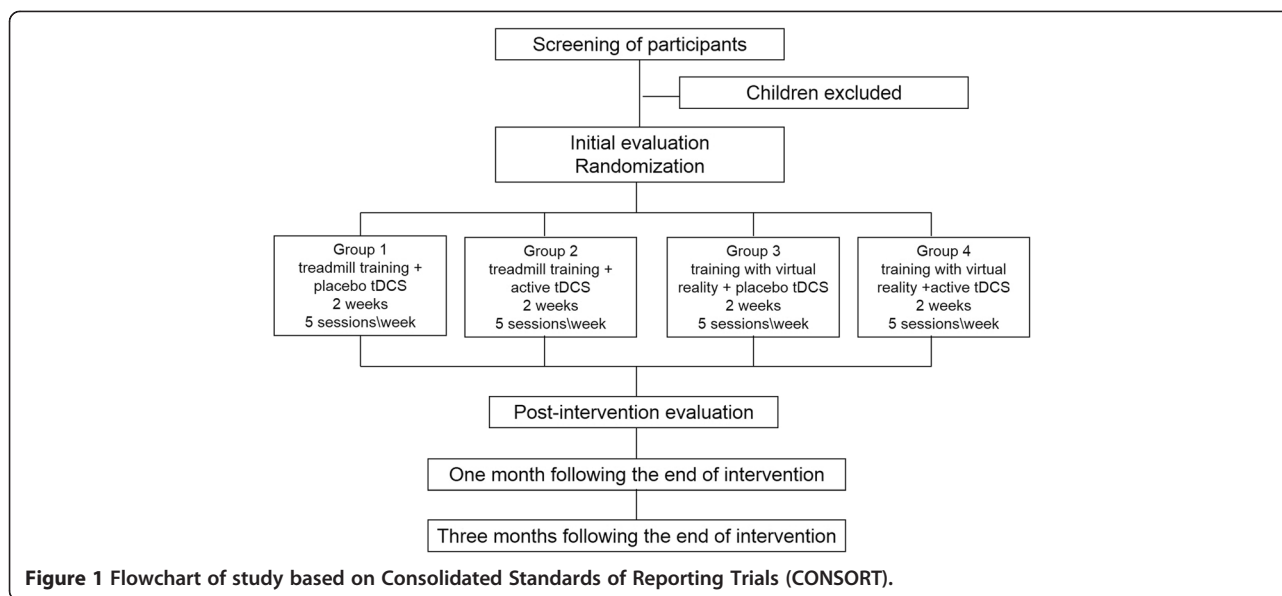 Screening of participants
Children excluded
Initial evaluation
Randomization
Group 1
treadmill training +
placebo tDCS
2 weeks
5 sessions\week
Group 2
treadmill training +
active tDCS
2 weeks
5 sessions\week
Group 3
training with virtual
reality + placebo tDCS
2 weeks
5 sessions\week
Group 4
training with virtual
reality +active tDCS
2 weeks
5 sessions\week
Post-intervention evaluation
One month following the end of intervention
Three months following the end of intervention
Figure 1 Flowchart of study based on Consolidated Standards of Reporting Trials (CONSORT).